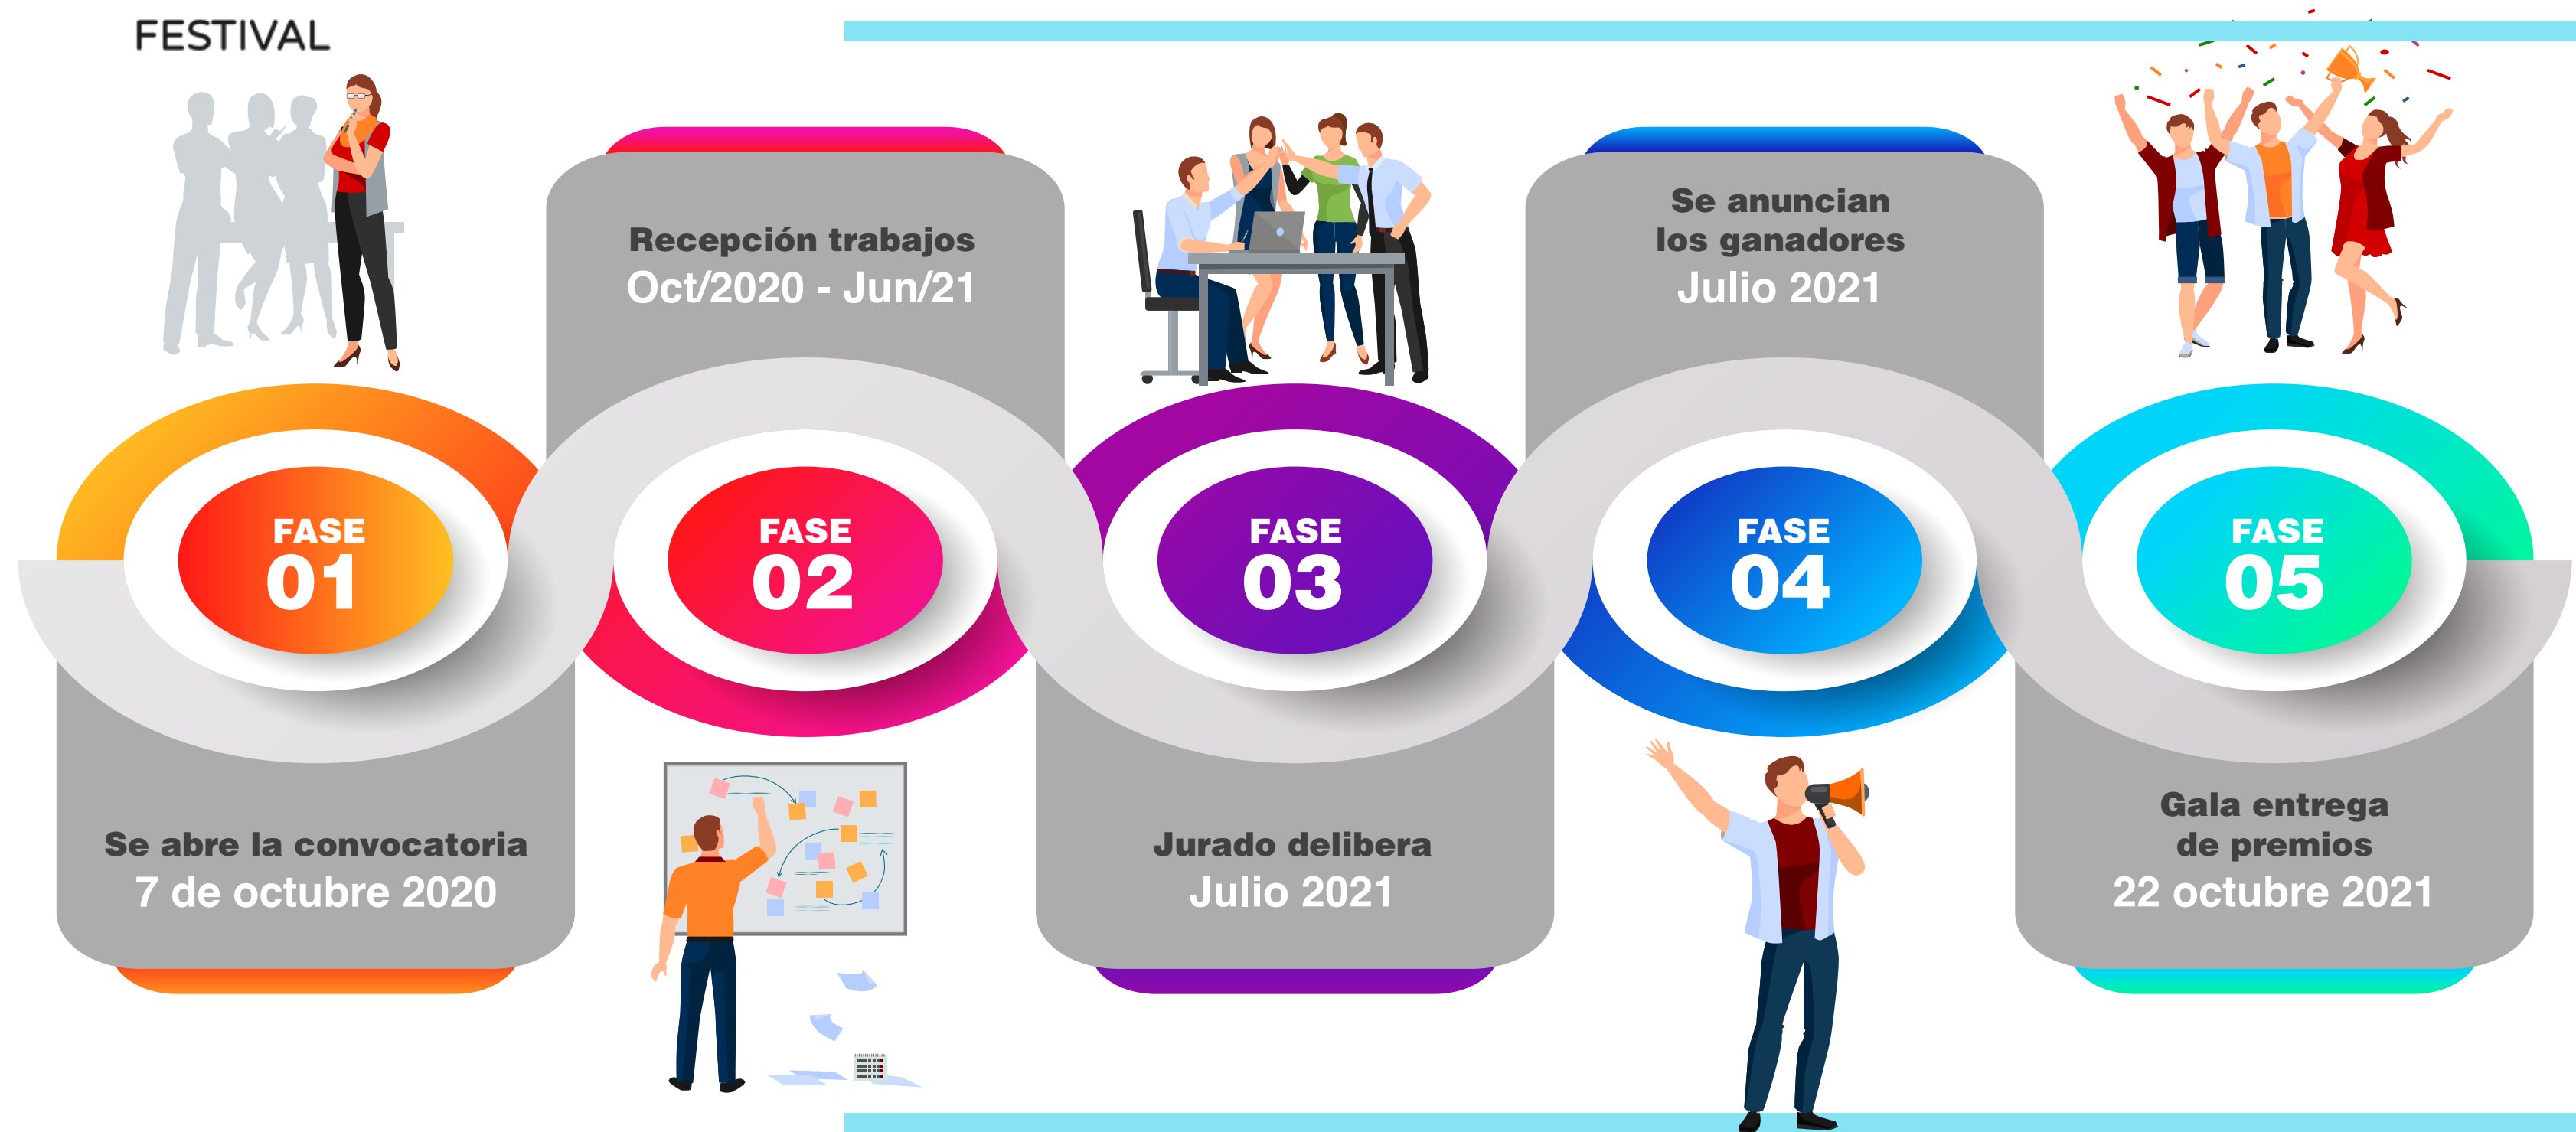 FESTIVAL
FASE
01
Se abre la convocatoria
7 de octubre 2020
Recepción trabajos
Oct/2020 - Jun/21
FASE
02
FASE
03
Jurado delibera
Julio 2021
Se anuncian
los ganadores
Julio 2021
FASE
04
FASE
05
Gala entrega
de premios
22 octubre 2021